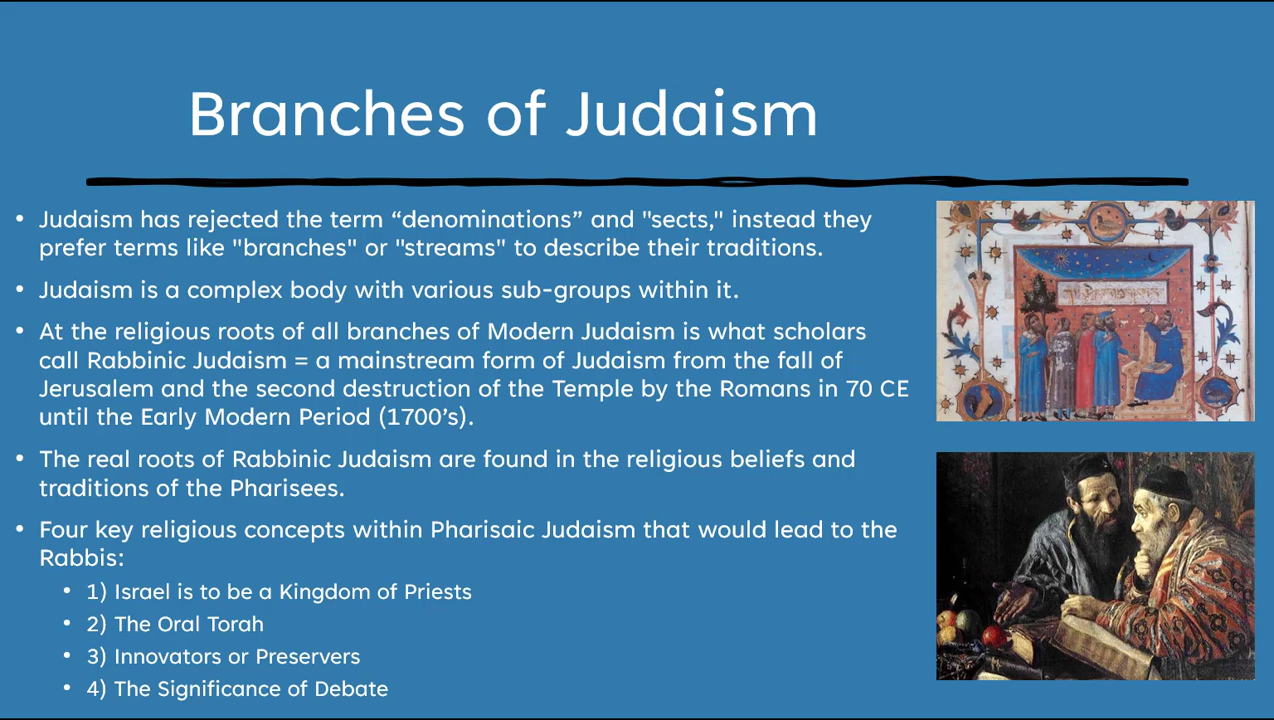 Branches of Judaism
• Judaism has rejected the term “denominations” and "sects," instead they
prefer terms like "branches" or "streams" to describe their traditions.
• Judaism is a complex body with various sub-groups within it.
• At the religious roots of all branches of Modern Judaism is what scholars
call Rabbinic Judaism = a mainstream form of Judaism from the fall of
Jerusalem and the second destruction of the Temple by the Romans in 70 CE
until the Early Modern Period (1700’s).
• The real roots of Rabbinic Judaism are found in the religious beliefs and
traditions of the Pharisees.
• Four key religious concepts within Pharisaic Judaism that would lead to the
Rabbis:
• 1) Israel is to be a Kingdom of Priests
• 2) The Oral Torah
• 3) Innovators or Preservers
• 4) The Significance of Debate